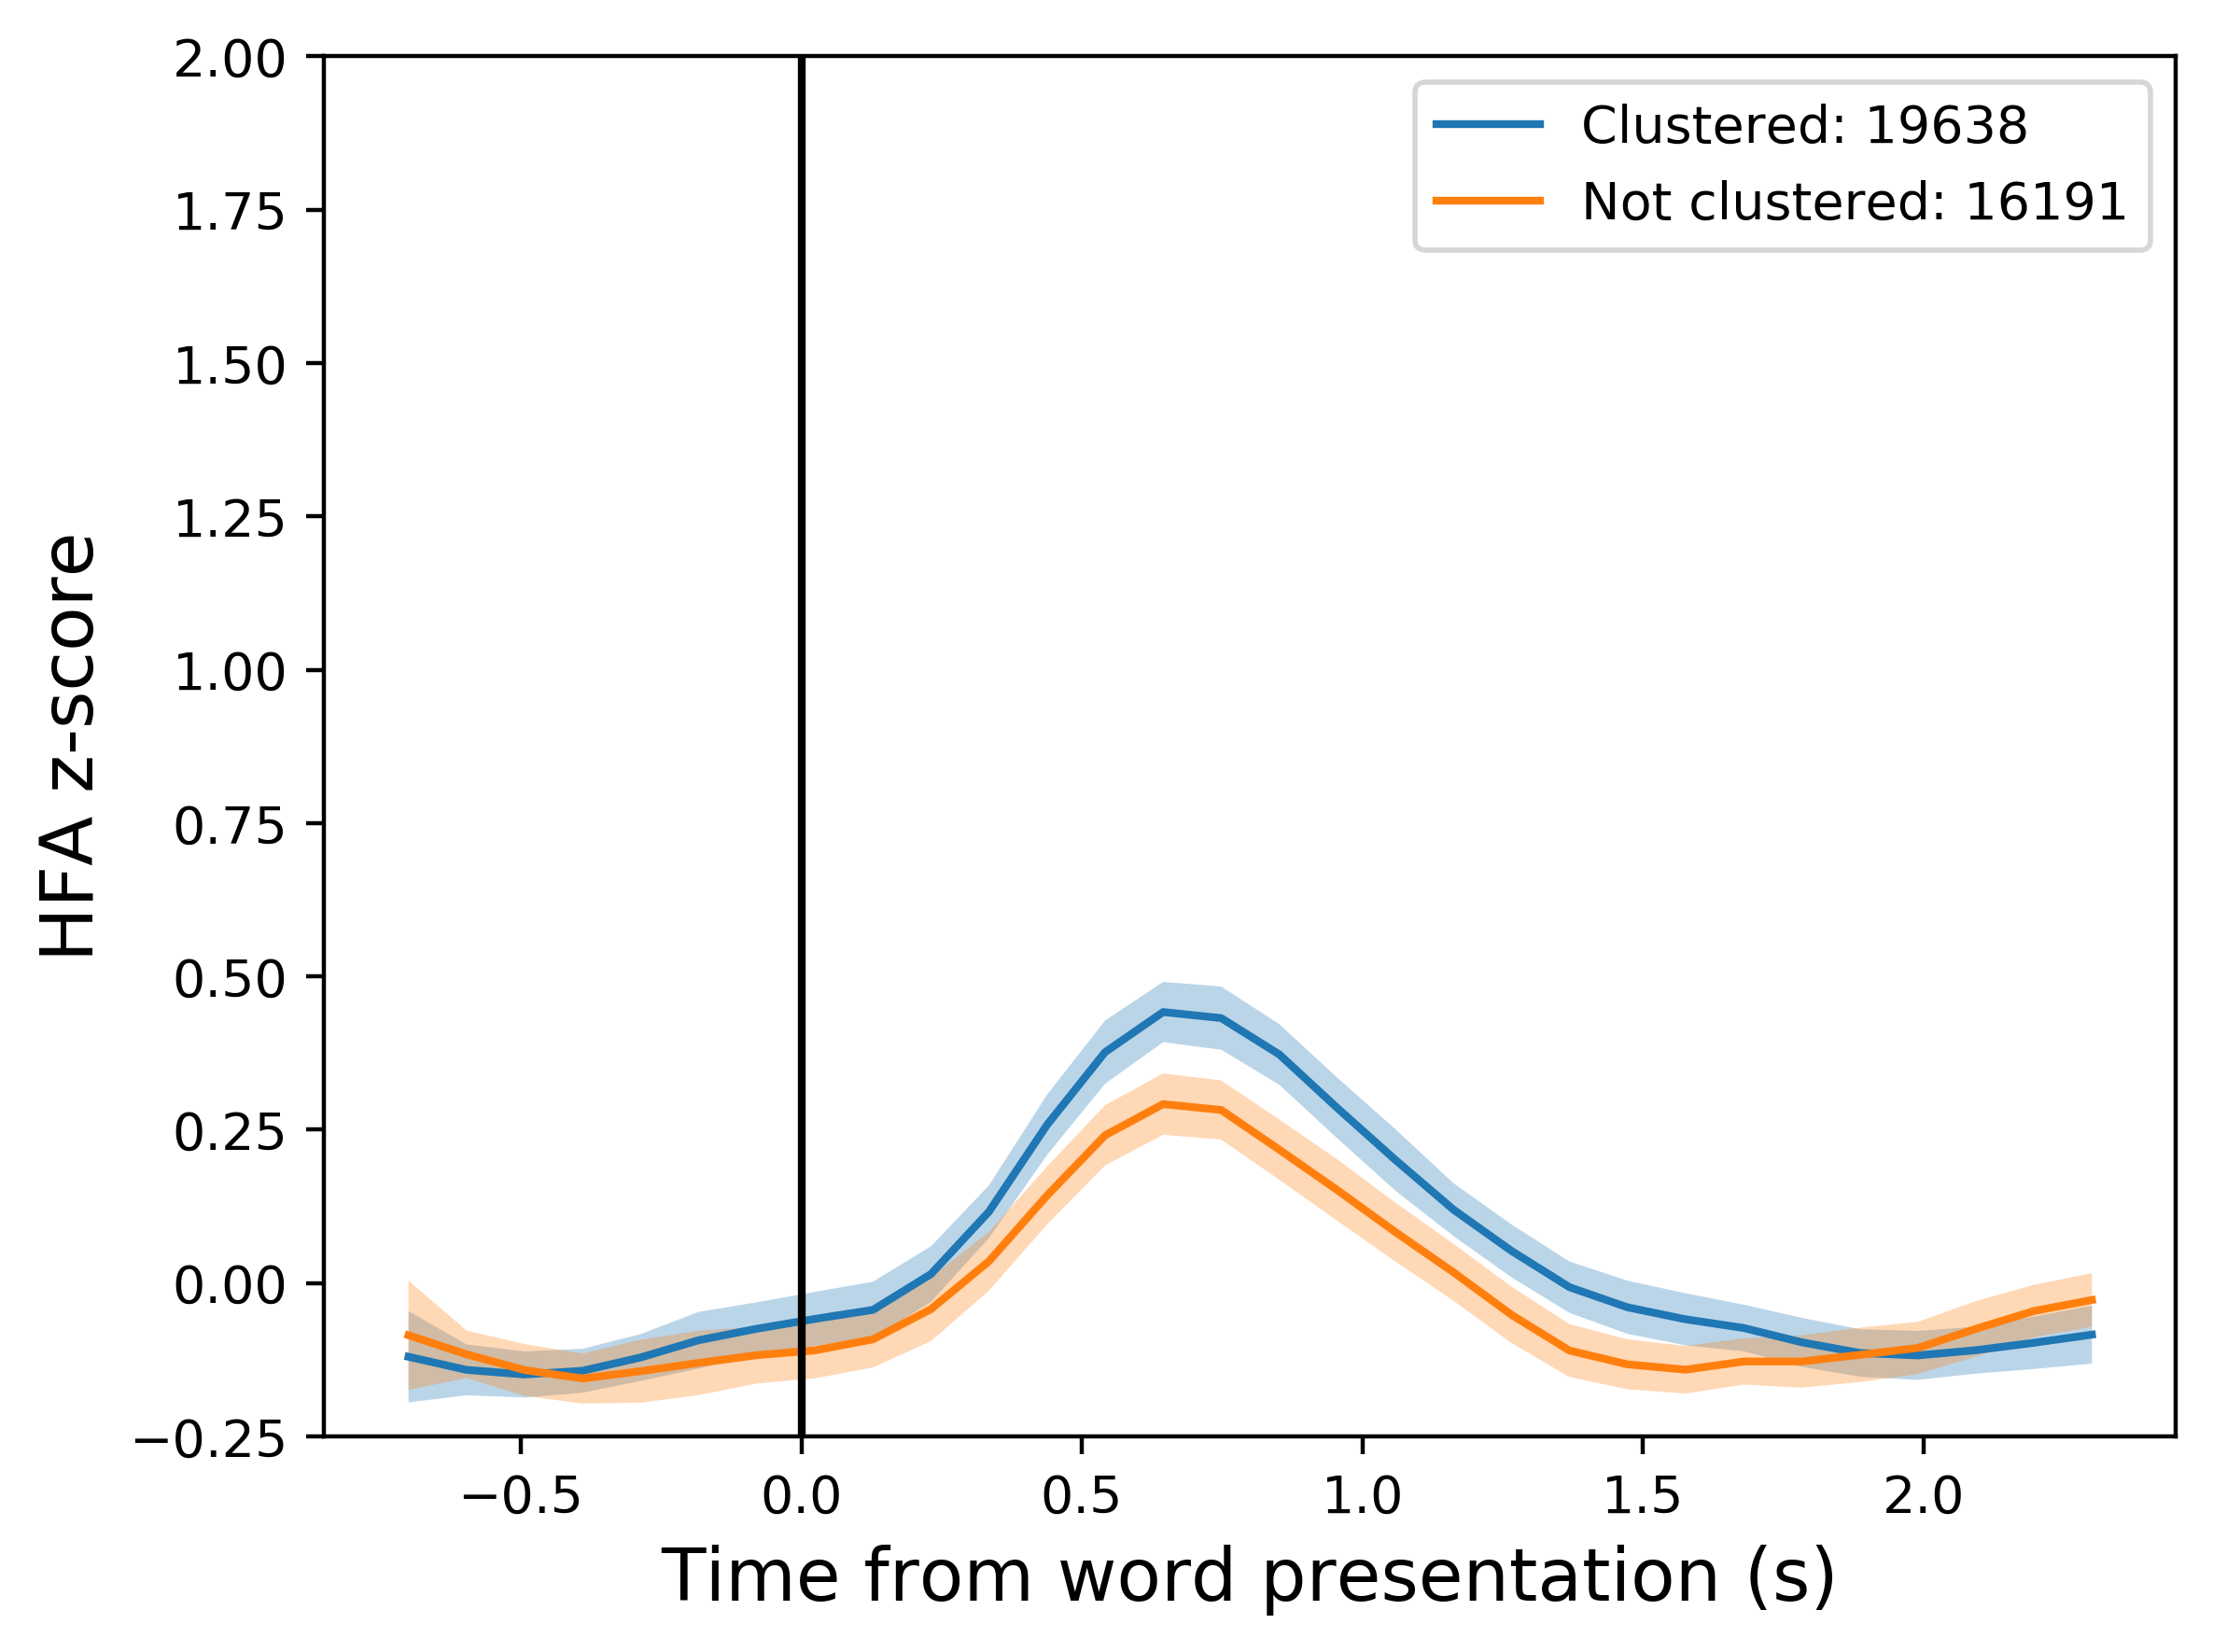 2.00
1.75
1.50
1.25
1.00
0.75
0.50
0.25
0.00
−0.25
HFA z-score
Clustered: 19638
Not clustered: 16191
−0.5 0.0 0.5 1.0 1.5 2.0
Time from word presentation (s)